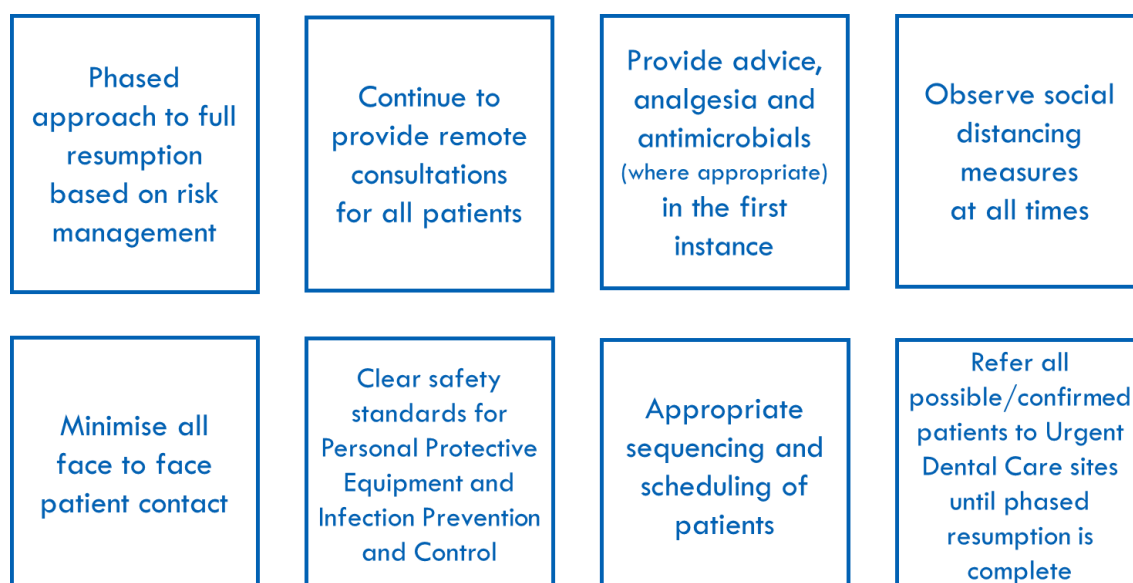 Phased
approach to full
resumption
based on risk
management
Continue to
provide remote
consultations
for all patients
Provide advice,
analgesia and
antimicrobials
(where appropriate)
in the first
instance
Observe social
distancing
measures
at all times
Minimise all
face to face
patient contact
Clear safety
standards for
Personal Protective
Equipment and
Infection Prevention
and Control
Appropriate
sequencing and
scheduling of
patients
Refer all
possible/confirmed
patients to Urgent
Dental Care sites
until phased
resumption is
complete